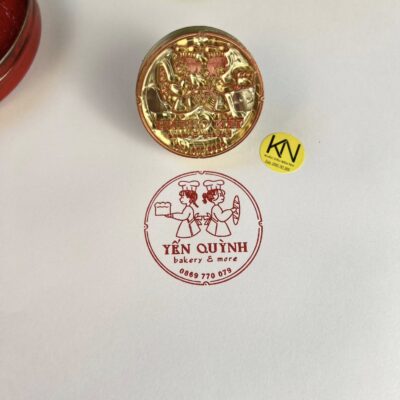 KN
YẾN QUỲNH
bakery & more
0869 770 079